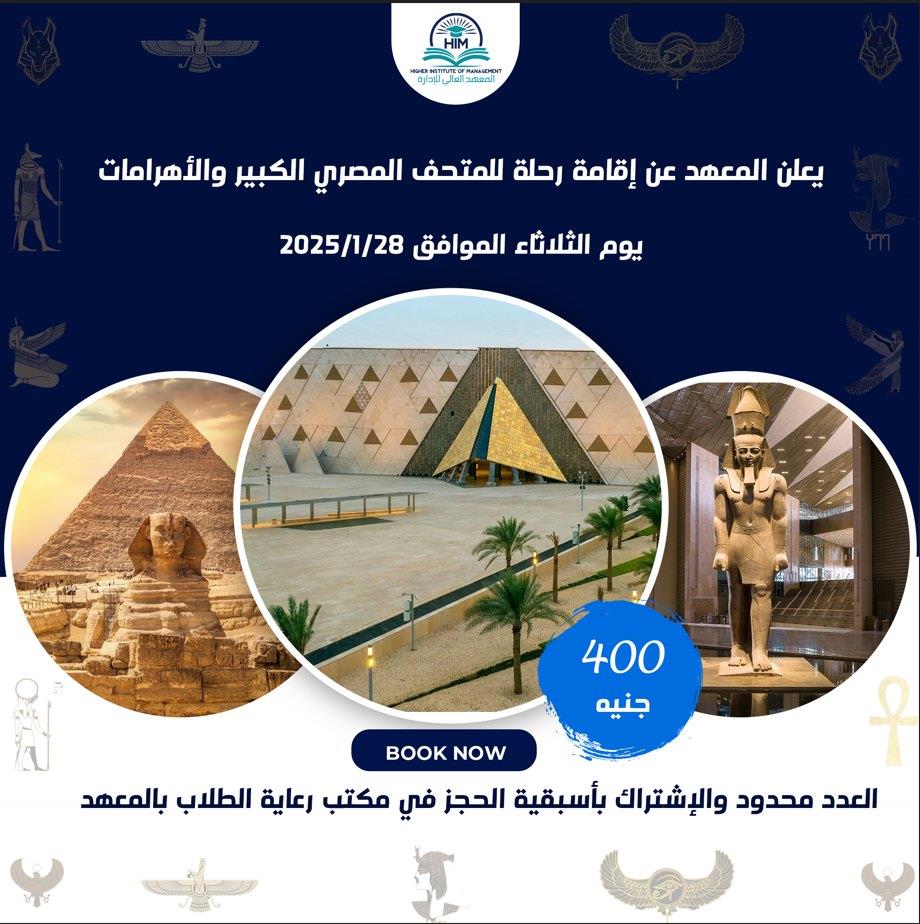 HIM
HIGHER INSTITUTE OF MANAGEMENT
المعهد العالي للإدارة
يعلن المعهد عن إقامة رحلة للمتحف المصري الكبير والأهرامات
يوم الثلاثاء الموافق 2025/1/28
400
جنيه
BOOK NOW
العدد محدود والإشتراك بأسبقية الحجز في مكتب رعاية الطلاب بالمعهد